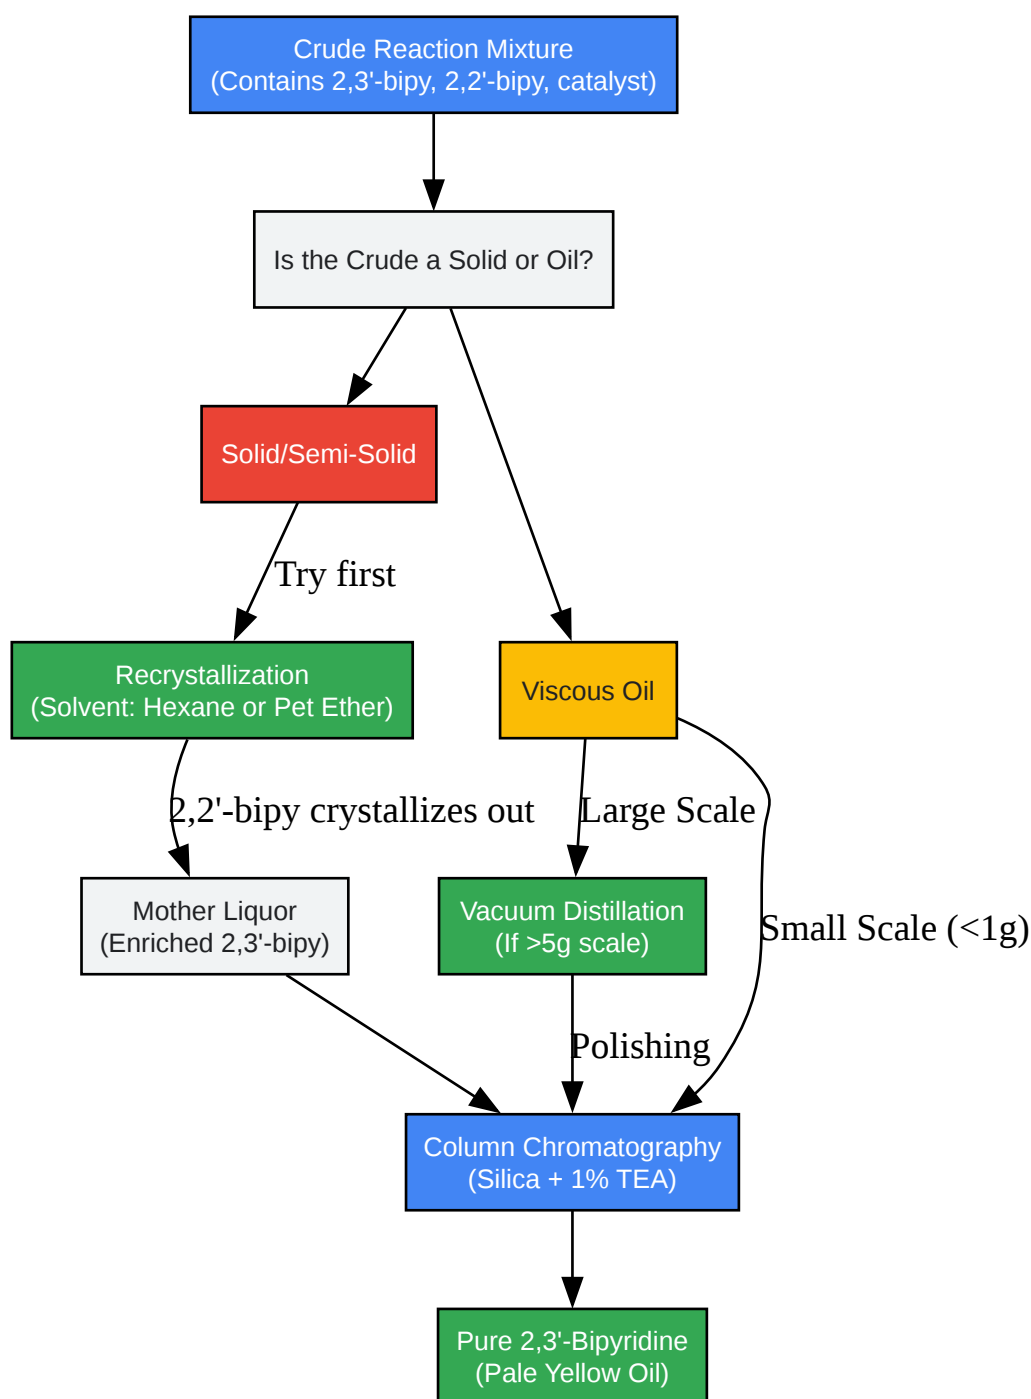 Crude Reaction Mixture
(Contains 2,3'-bipy, 2,2'-bipy, catalyst)
Is the Crude a Solid or Oil?
Solid/Semi-Solid
Try first
Recrystallization
(Solvent: Hexane or Pet Ether)
Viscous Oil
2,2'-bipy crystallizes out
Large Scale
Mother Liquor
(Enriched 2,3'-bipy)
Vacuum Distillation
(If >5g scale)
Small Scale (<1g)
Polishing
Column Chromatography
(Silica + 1% TEA)
Pure 2,3'-Bipyridine
(Pale Yellow Oil)